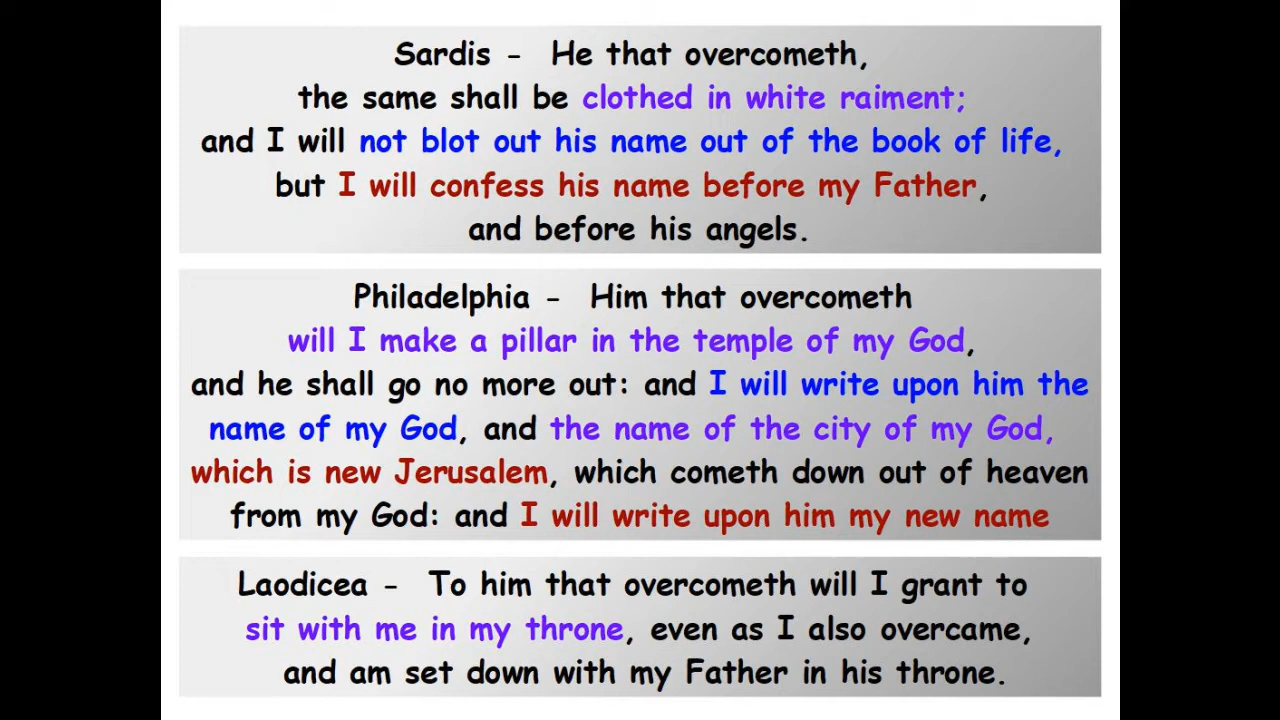 Sardis - He that overcometh,
the same shall be clothed in white raiment;
and I will not blot out his name out of the book of life,
but I will confess his name before my Father,
and before his angels.
Philadelphia - Him that overcometh
will I make a pillar in the temple of my God,
and he shall go no more out: and I will write upon him the
name of my God, and the name of the city of my God,
which is new Jerusalem, which cometh down out of heaven
from my God: and I will write upon him my new name
Laodicea - To him that overcometh will I grant to
sit with me in my throne, even as I also overcame,
and am set down with my Father in his throne.